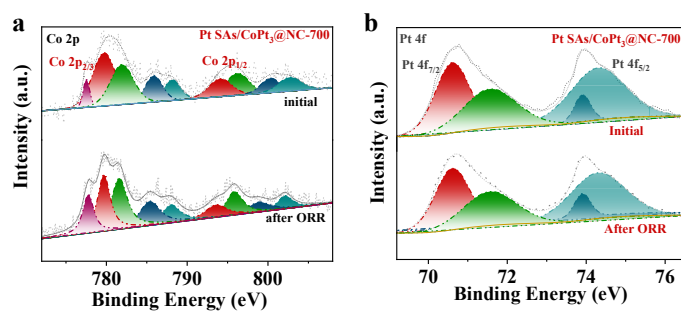 a
Co 2p
Pt SAs/CoPt₃@NC-700
Co 2p₂/₃
Co 2p₁/₂
initial
after ORR
Intensity (a.u.)
780
790
800
Binding Energy (eV)
b
Pt 4f
Pt SAs/CoPt₃@NC-700
Pt 4f₇/₂
Pt 4f₅/₂
Initial
After ORR
Intensity (a.u.)
70
72
74
76
Binding Energy (eV)